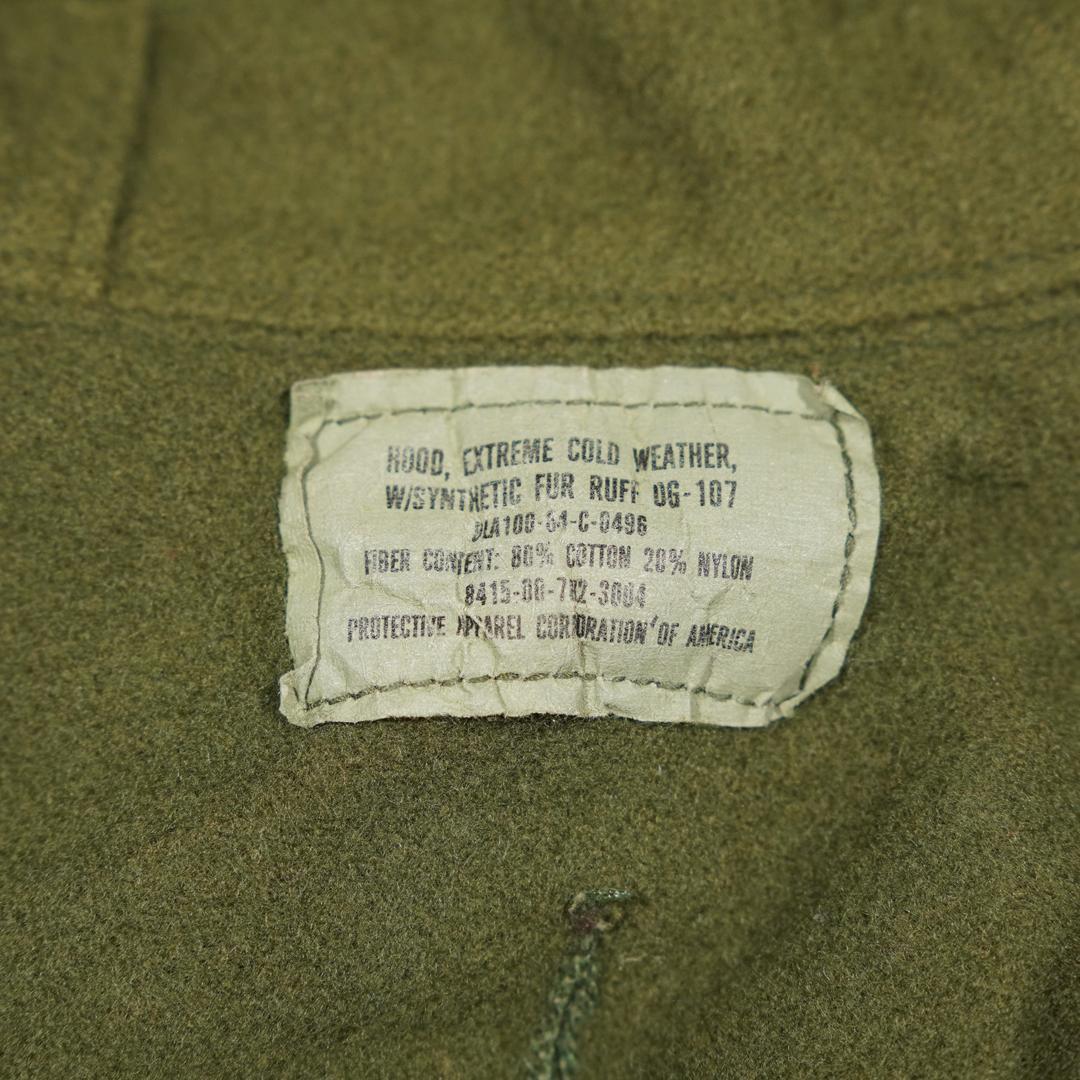 HOOD, EXTREME COLD WEATHER,
W/SYNTHETIC FUR RUFF OG-107
DLA100-84-C-0496
FIBER CONTENT: 80% COTTON 20% NYLON
8415-00-782-3004
PROTECTIVE APPAREL CORPORATION OF AMERICA